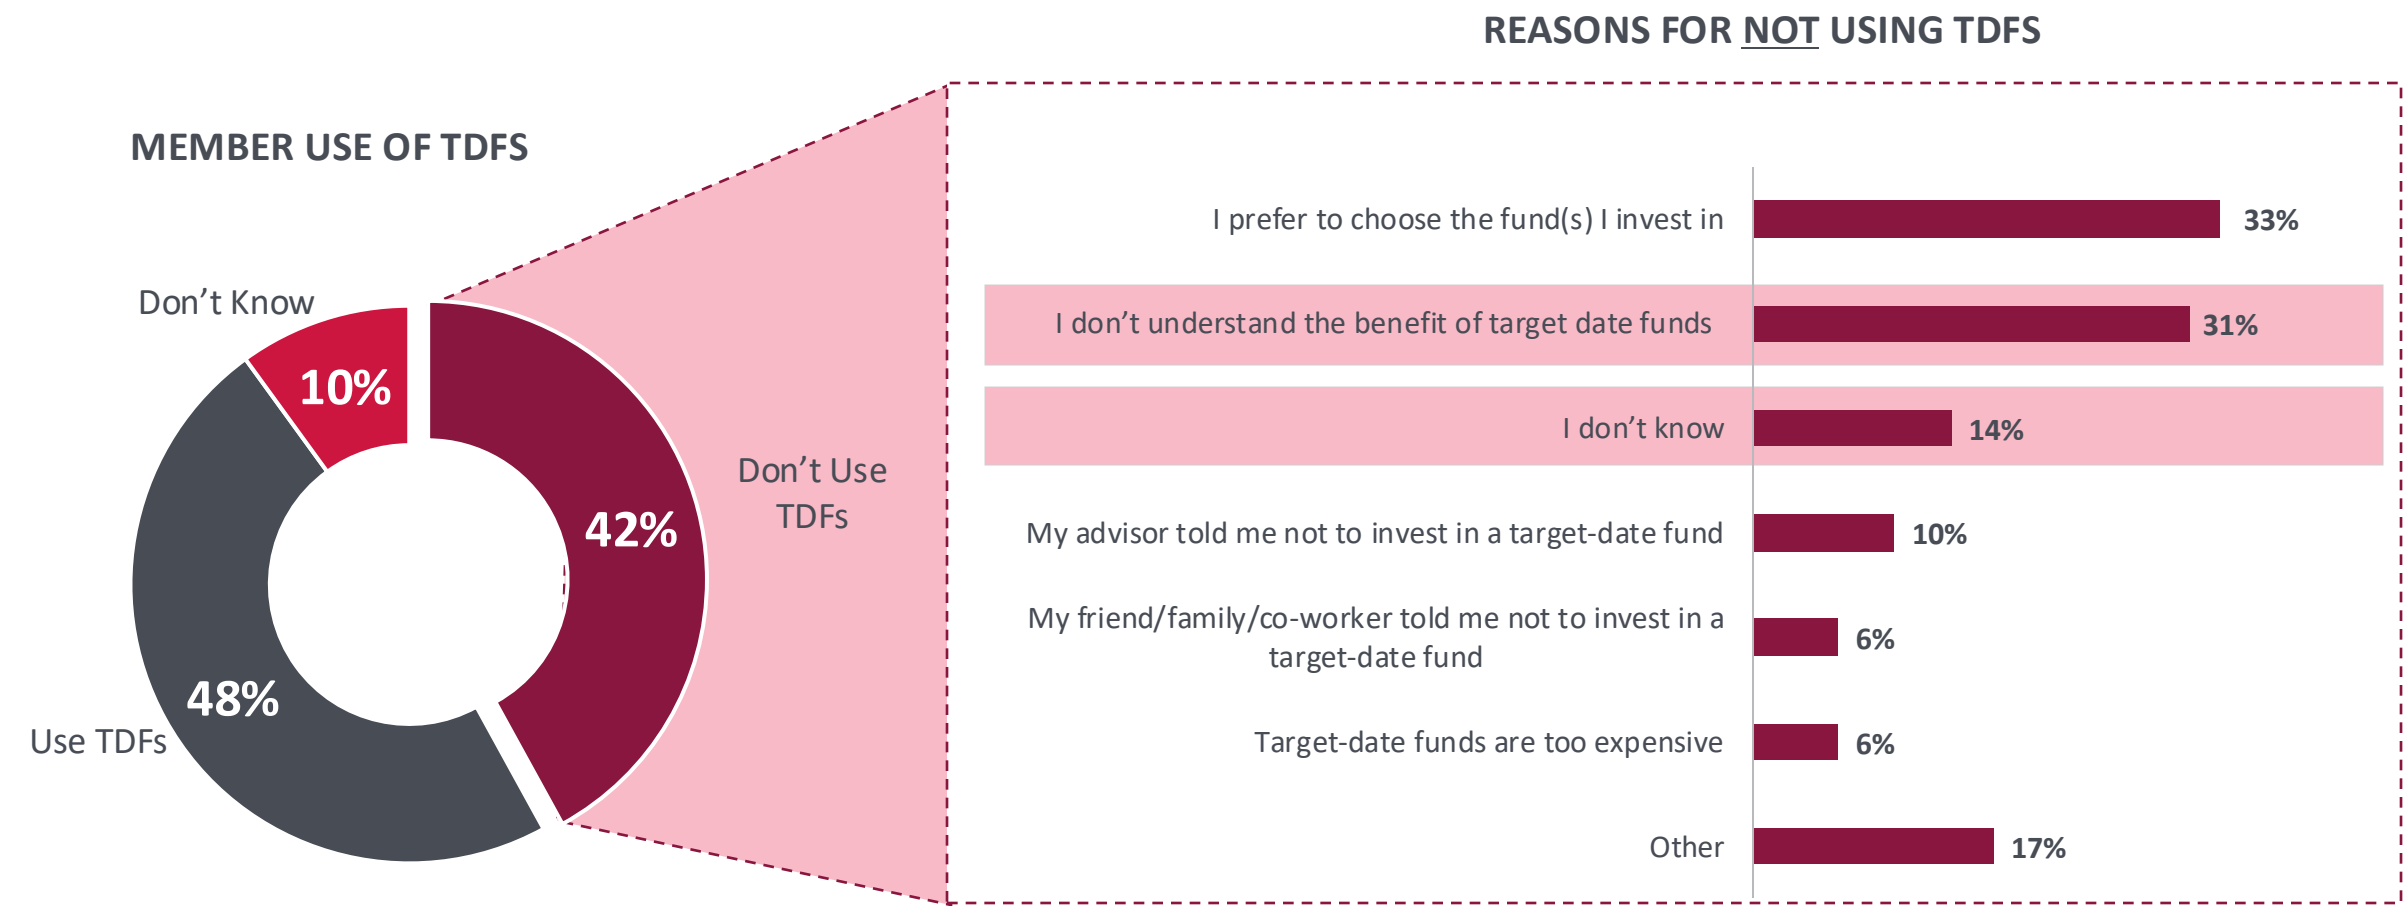 REASONS FOR NOT USING TDFS
MEMBER USE OF TDFS
Don’t Know
10%
42%
Don’t Use
TDFs
48%
Use TDFs
I prefer to choose the fund(s) I invest in
33%
I don’t understand the benefit of target date funds
31%
I don’t know
14%
My advisor told me not to invest in a target-date fund
10%
My friend/family/co-worker told me not to invest in a
target-date fund
6%
Target-date funds are too expensive
6%
Other
17%